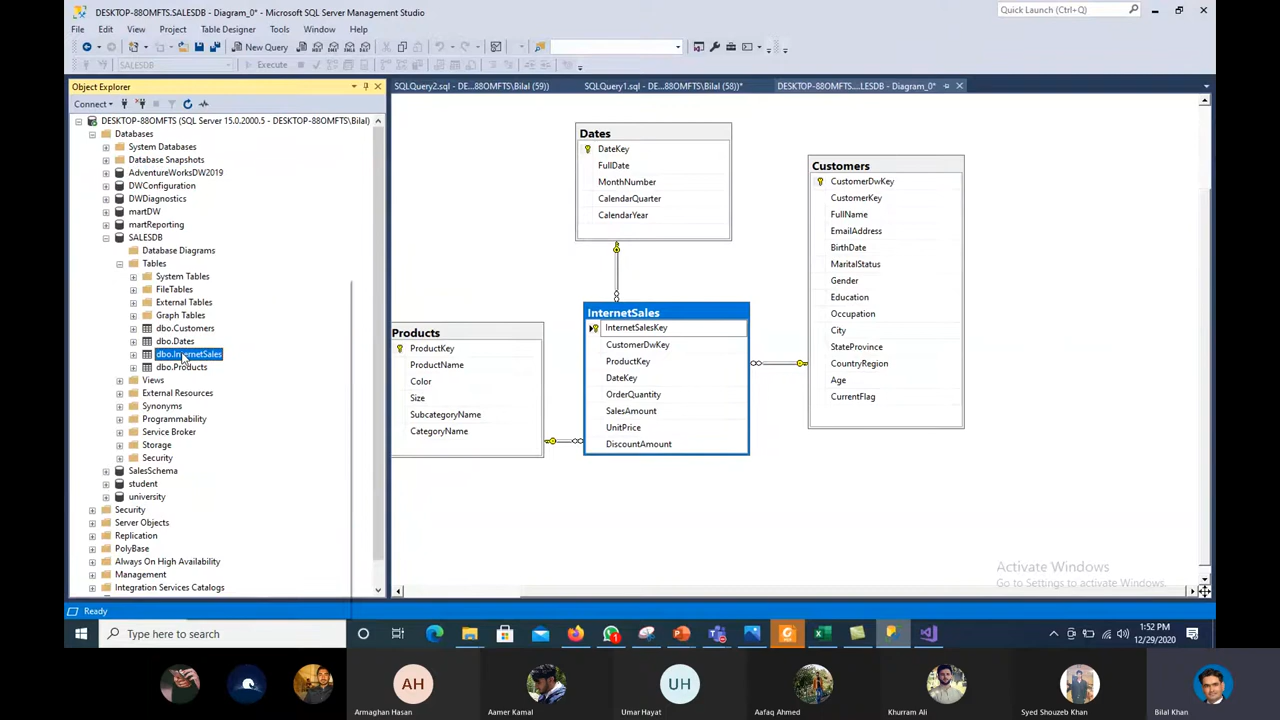 DESKTOP-88OMFTS.SALESDB - Diagram_0* - Microsoft SQL Server Management Studio
Quick Launch (Ctrl+Q)
File Edit View Project Table Designer Tools Window Help
New Query
SALESDB Execute
Object Explorer
SQLQuery2.sql - DE...88OMFTS\Bilal (59))
SQLQuery1.sql - DE...88OMFTS\Bilal (58))*
DESKTOP-88OMFTS....LESDB - Diagram_0*
Connect
DESKTOP-88OMFTS (SQL Server 15.0.2000.5 - DESKTOP-88OMFTS\Bilal)
Databases
System Databases
Database Snapshots
AdventureWorksDW2019
DWConfiguration
DWDiagnostics
martDW
martReporting
SALESDB
Database Diagrams
Tables
System Tables
FileTables
External Tables
Graph Tables
dbo.Customers
dbo.Dates
dbo.InternetSales
dbo.Products
Views
External Resources
Synonyms
Programmability
Service Broker
Storage
Security
SalesSchema
student
university
Security
Server Objects
Replication
PolyBase
Always On High Availability
Management
Integration Services Catalogs
Dates
DateKey
FullDate
MonthNumber
CalendarQuarter
CalendarYear
Customers
CustomerDwKey
CustomerKey
FullName
EmailAddress
BirthDate
MaritalStatus
Gender
Education
Occupation
City
StateProvince
CountryRegion
Age
CurrentFlag
InternetSales
InternetSalesKey
CustomerDwKey
ProductKey
DateKey
OrderQuantity
SalesAmount
UnitPrice
DiscountAmount
Products
ProductKey
ProductName
Color
Size
SubcategoryName
CategoryName
Activate Windows
Go to Settings to activate Windows.
Ready
Type here to search
1:52 PM
12/29/2020
AH
UH
Armaghan Hasan
Aamer Kamal
Umar Hayat
Aafaq Ahmed
Khurram Ali
Syed Shouzeb Khan
Bilal Khan